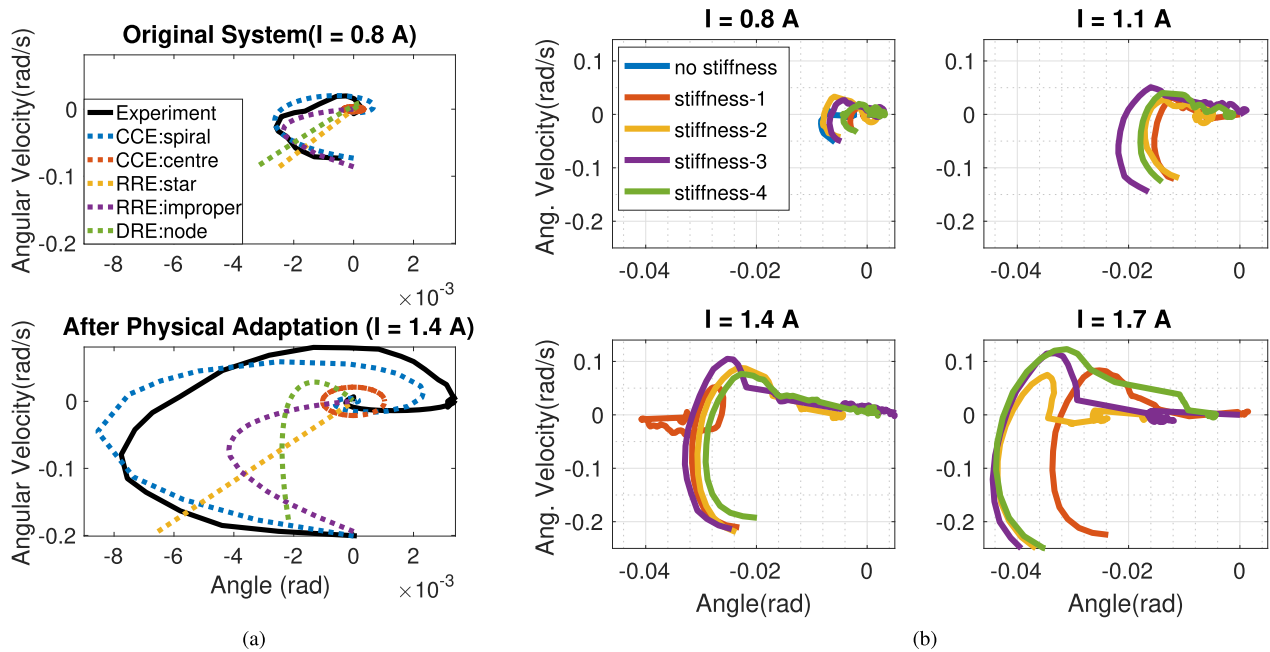 Original System(I = 0.8 A)
Angular Velocity(rad/s)
0
-0.1
-0.2
Experiment
CCE:spiral
CCE:centre
RRE:star
RRE:improper
DRE:node
-8 -6 -4 -2 0 2
×10⁻³
After Physical Adaptation (I = 1.4 A)
Angular Velocity(rad/s)
0
-0.1
-0.2
-8 -6 -4 -2 0 2
Angle (rad)
×10⁻³
(a)
I = 0.8 A
Ang. Velocity(rad/s)
0.1
0
-0.1
-0.2
no stiffness
stiffness-1
stiffness-2
stiffness-3
stiffness-4
-0.04 -0.02 0
I = 1.1 A
0.1
0
-0.1
-0.2
-0.04 -0.02 0
I = 1.4 A
Ang. Velocity(rad/s)
0.1
0
-0.1
-0.2
-0.04 -0.02 0
Angle(rad)
I = 1.7 A
0.1
0
-0.1
-0.2
-0.04 -0.02 0
Angle(rad)
(b)